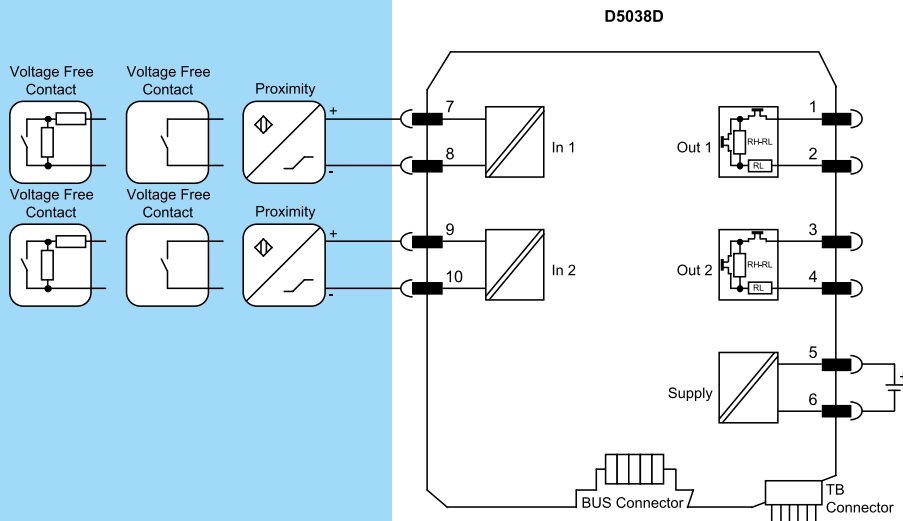 D5038D
Voltage Free
Contact
Voltage Free
Contact
Proximity
+
-
7
8
In 1
Out 1
RH-RL
RL
1
2
Voltage Free
Contact
Voltage Free
Contact
Proximity
+
-
9
10
In 2
Out 2
RH-RL
RL
3
4
Supply
5
6
+
BUS Connector
TB
Connector